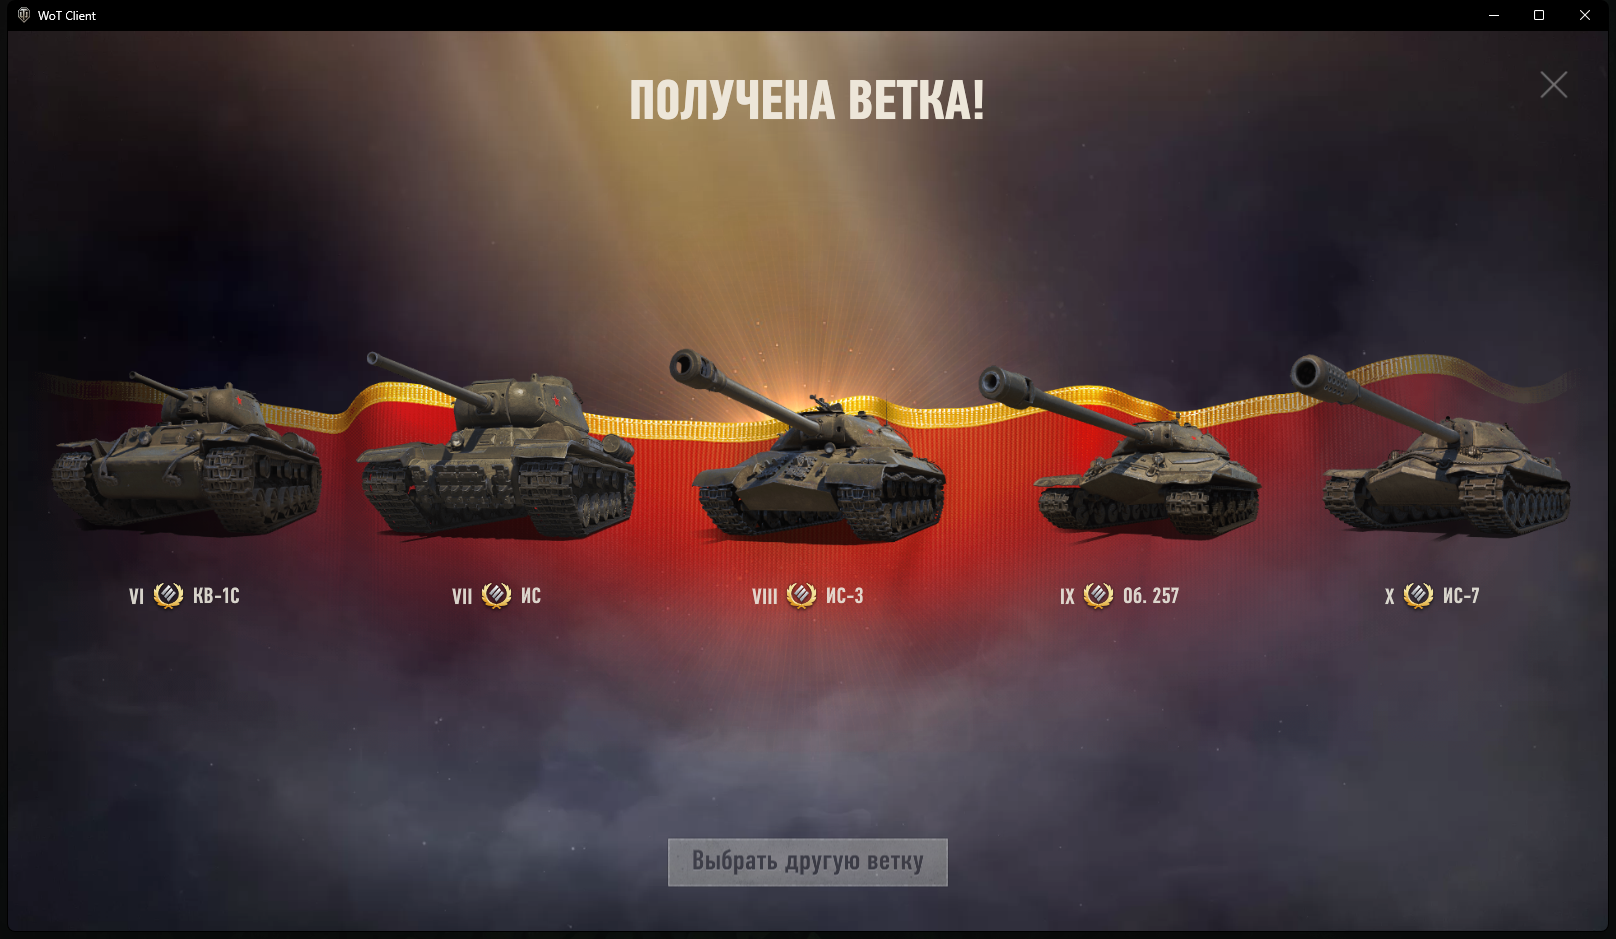 WoT Client
ПОЛУЧЕНА ВЕТКА!
VI КВ-1С
VII ИС
VIII ИС-3
IX Об. 257
X ИС-7
Выбрать другую ветку